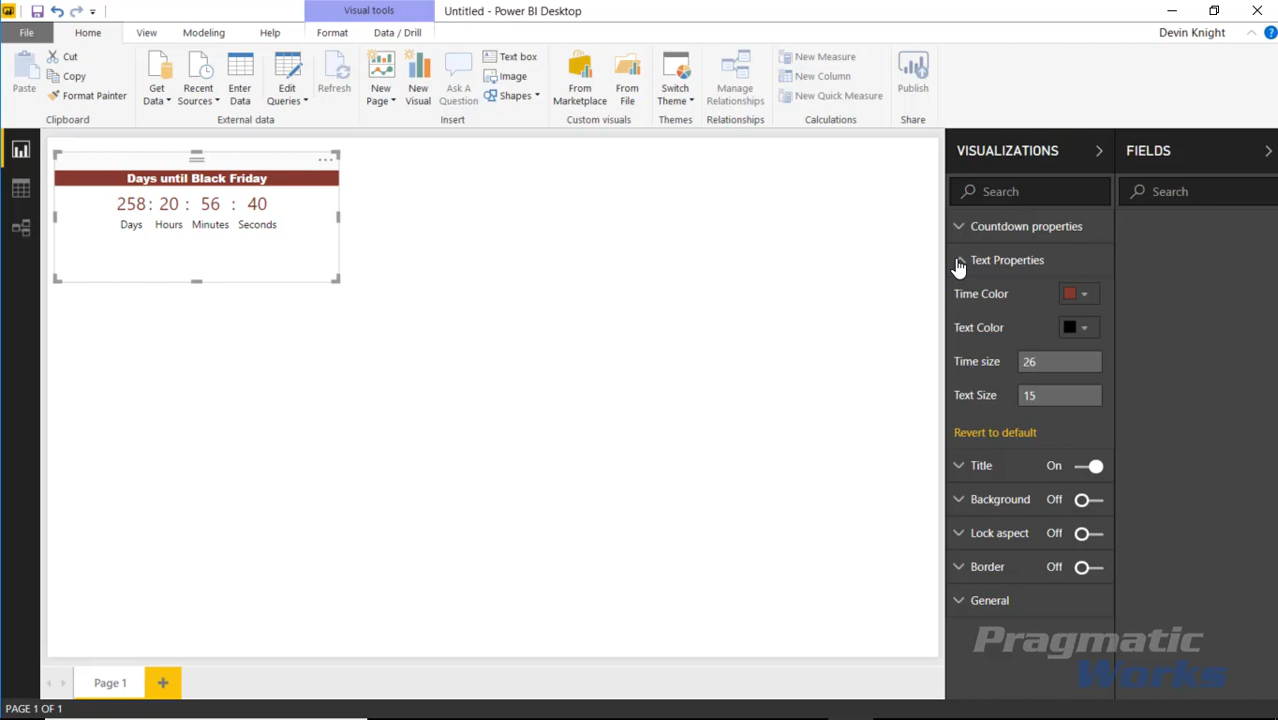 Visual tools
Untitled - Power BI Desktop
File
Home
View
Modeling
Help
Format
Data / Drill
Devin Knight
Paste
Cut
Copy
Format Painter
Clipboard
Get Data
Recent Sources
Enter Data
Edit Queries
Refresh
External data
New Page
New Visual
Ask A Question
Text box
Image
Shapes
Insert
From Marketplace
From File
Custom visuals
Switch Theme
Themes
Manage Relationships
Relationships
New Measure
New Column
New Quick Measure
Calculations
Publish
Share
Days until Black Friday
258 : 20 : 56 : 40
Days Hours Minutes Seconds
VISUALIZATIONS
Search
Countdown properties
Text Properties
Time Color
Text Color
Time size 26
Text Size 15
Revert to default
Title On
Background Off
Lock aspect Off
Border Off
General
FIELDS
Search
Pragmatic
Works
Page 1
PAGE 1 OF 1